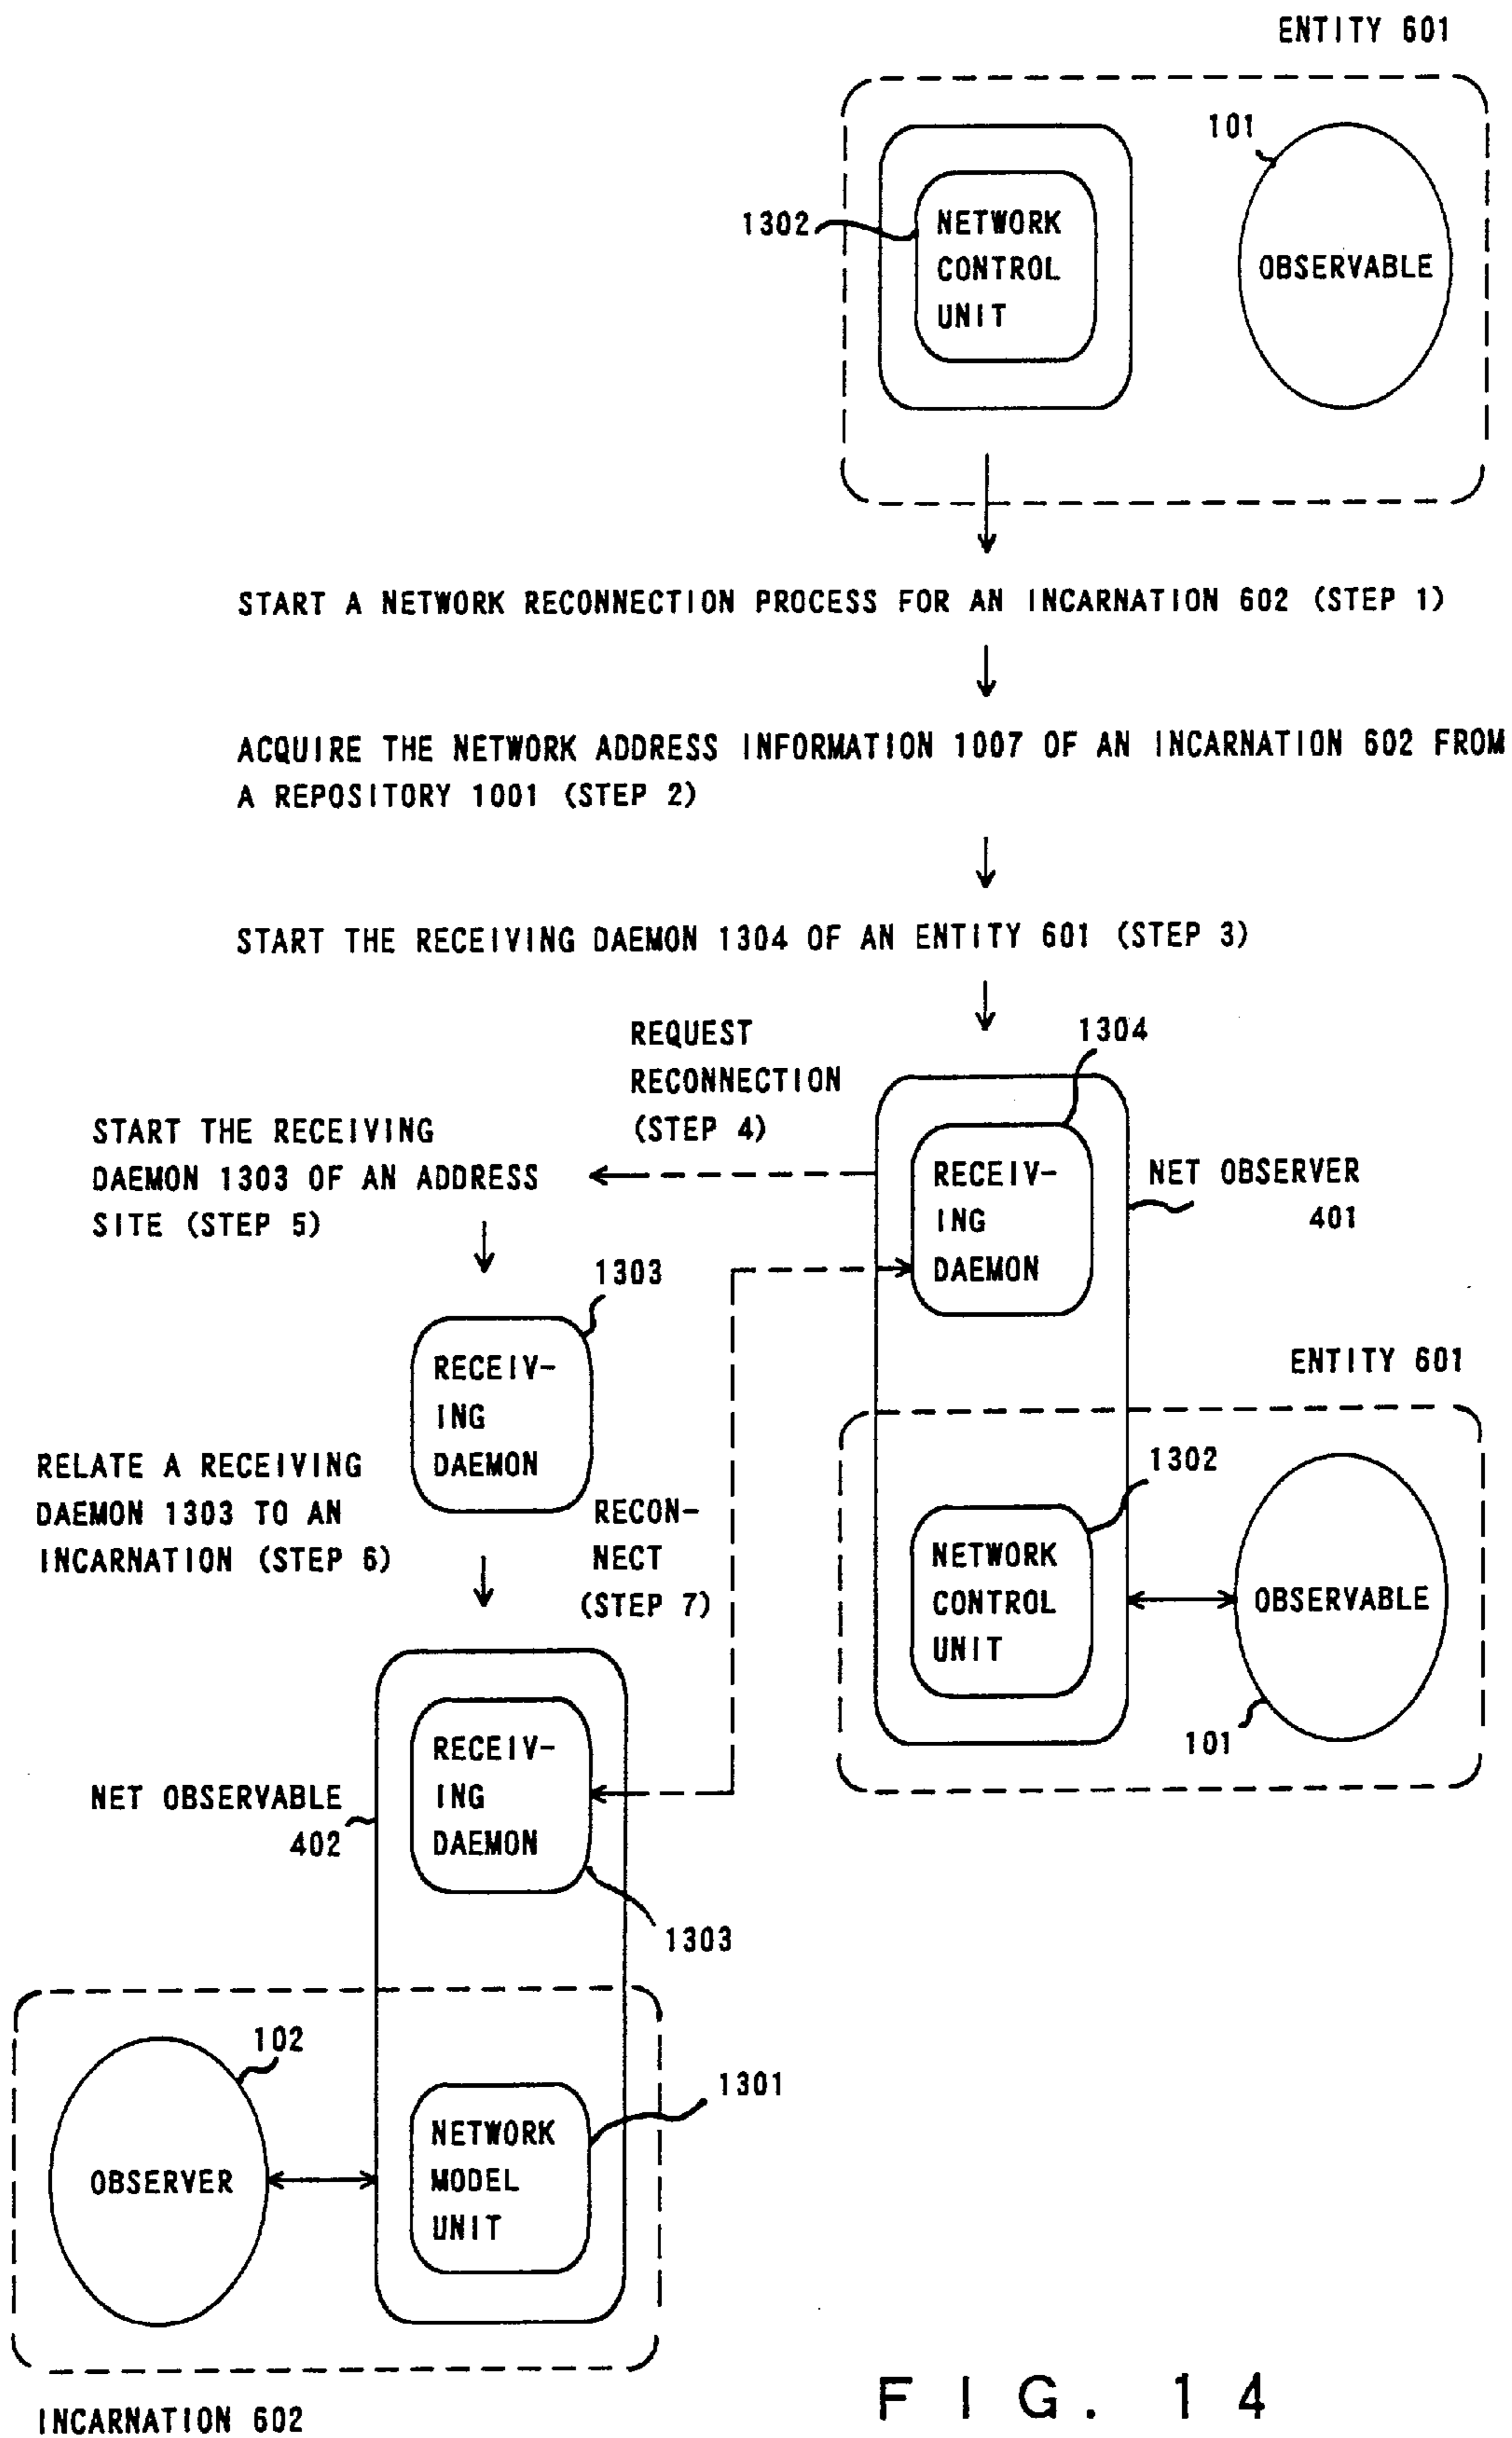 ENTITY 601
101
1302
NETWORK
CONTROL
UNIT
OBSERVABLE
START A NETWORK RECONNECTION PROCESS FOR AN INCARNATION 602 (STEP 1)
ACQUIRE THE NETWORK ADDRESS INFORMATION 1007 OF AN INCARNATION 602 FROM
A REPOSITORY 1001 (STEP 2)
START THE RECEIVING DAEMON 1304 OF AN ENTITY 601 (STEP 3)
REQUEST
RECONNECTION
(STEP 4)
1304
START THE RECEIVING
DAEMON 1303 OF AN ADDRESS
SITE (STEP 5)
RECEIV-
ING
DAEMON
NET OBSERVER
401
1303
RECEIV-
ING
DAEMON
ENTITY 601
RELATE A RECEIVING
DAEMON 1303 TO AN
INCARNATION (STEP 6)
RECON-
NECT
(STEP 7)
1302
NETWORK
CONTROL
UNIT
OBSERVABLE
101
RECEIV-
ING
DAEMON
NET OBSERVABLE
402
1303
102
1301
OBSERVER
NETWORK
MODEL
UNIT
INCARNATION 602
FIG. 14